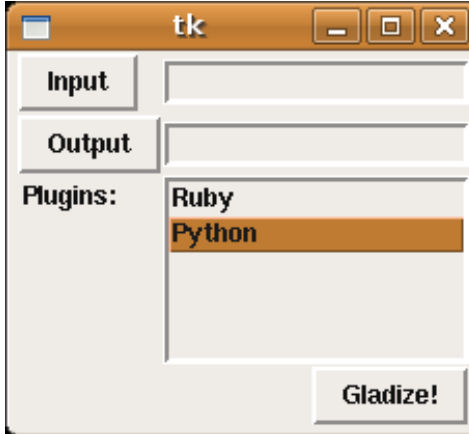 tk
Input
Output
Plugins:
Ruby
Python
Gladize!